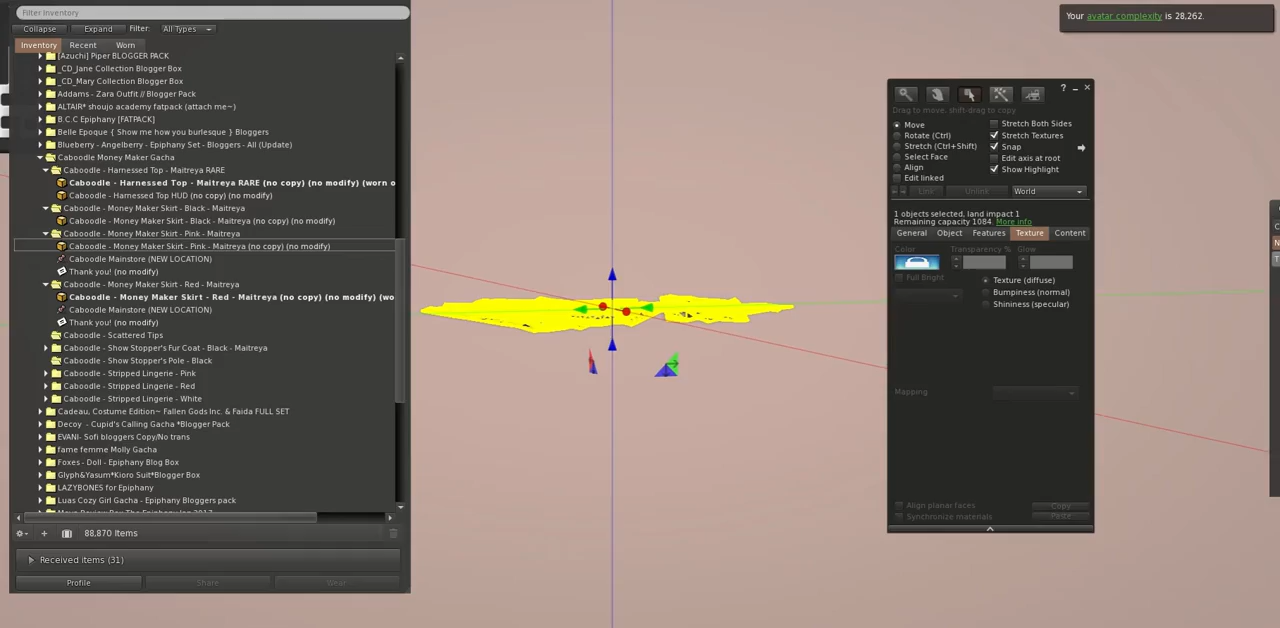 Filter Inventory
Collapse Expand Filter: All Types
Inventory Recent Worn
[Azuchi] Piper BLOGGER PACK
_CD_Jane Collection Blogger Box
_CD_Mary Collection Blogger Box
Addams - Zara Outfit // Blogger Pack
ALTAIR* shoujo academy fatpack (attach me~)
B.C.C Epiphany [FATPACK]
Belle Epoque { Show me how you burlesque } Bloggers
Blueberry - Angelberry - Epiphany Set - Bloggers - All (Update)
Caboodle Money Maker Gacha
Caboodle - Harnessed Top - Maitreya RARE
Caboodle - Harnessed Top - Maitreya RARE (no copy) (no modify) (worn o
Caboodle - Harnessed Top HUD (no copy) (no modify)
Caboodle - Money Maker Skirt - Black - Maitreya
Caboodle - Money Maker Skirt - Black - Maitreya (no copy) (no modify)
Caboodle - Money Maker Skirt - Pink - Maitreya
Caboodle - Money Maker Skirt - Pink - Maitreya (no copy) (no modify)
Caboodle Mainstore (NEW LOCATION)
Thank you! (no modify)
Caboodle - Money Maker Skirt - Red - Maitreya
Caboodle - Money Maker Skirt - Red - Maitreya (no copy) (no modify) (wo
Caboodle Mainstore (NEW LOCATION)
Thank you! (no modify)
Caboodle - Scattered Tips
Caboodle - Show Stopper's Fur Coat - Black - Maitreya
Caboodle - Show Stopper's Pole - Black
Caboodle - Stripped Lingerie - Pink
Caboodle - Stripped Lingerie - Red
Caboodle - Stripped Lingerie - White
Cadeau, Costume Edition~ Fallen Gods Inc. & Faida FULL SET
Decoy - Cupid's Calling Gacha *Blogger Pack
EVANI- Sofi bloggers Copy/No trans
fame femme Molly Gacha
Foxes - Doll - Epiphany Blog Box
Glyph&Yasum*Kioro Suit*Blogger Box
LAZYBONES for Epiphany
Luas Cozy Girl Gacha - Epiphany Bloggers pack
88,870 Items
Received items (31)
Profile Share Wear
Your avatar complexity is 28,262.
Drag to move, shift-drag to copy
Move
Rotate (Ctrl)
Stretch (Ctrl+Shift)
Select Face
Align
Edit linked
Stretch Both Sides
Stretch Textures
Snap
Edit axis at root
Show Highlight
Link Unlink World
1 objects selected, land impact 1
Remaining capacity 1084. More info
General Object Features Texture Content
Color Transparency % Glow
Full Bright
Texture (diffuse)
Bumpiness (normal)
Shininess (specular)
Mapping
Align planar faces
Synchronize materials
Copy
Paste